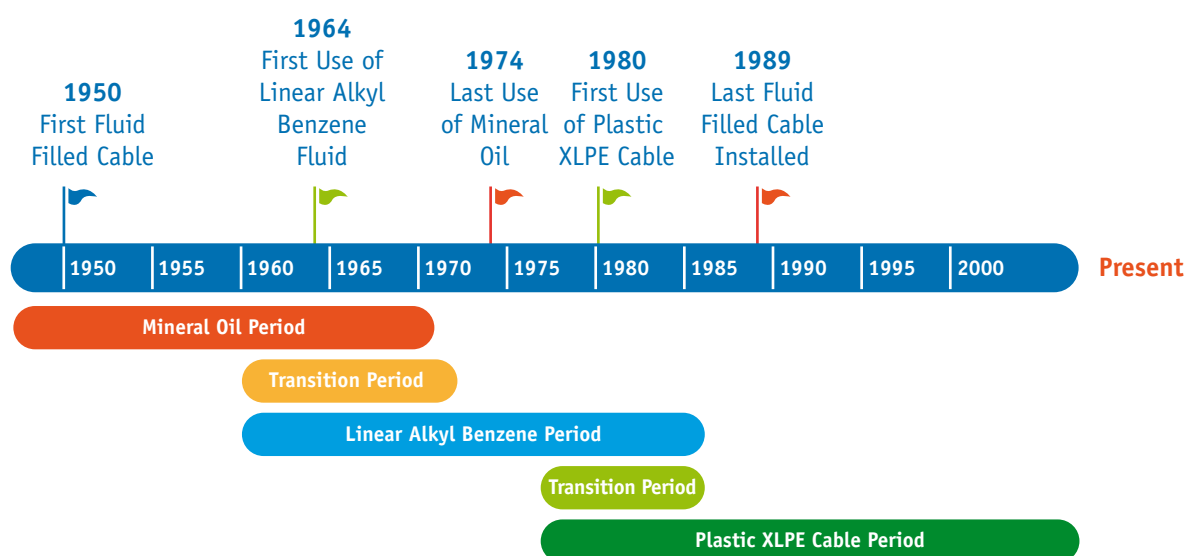 1950
First Fluid
Filled Cable
1964
First Use of
Linear Alkyl
Benzene
Fluid
1974
Last Use
of Mineral
Oil
1980
First Use
of Plastic
XLPE Cable
1989
Last Fluid
Filled Cable
Installed
1950 1955 1960 1965 1970 1975 1980 1985 1990 1995 2000 Present
Mineral Oil Period
Transition Period
Linear Alkyl Benzene Period
Transition Period
Plastic XLPE Cable Period